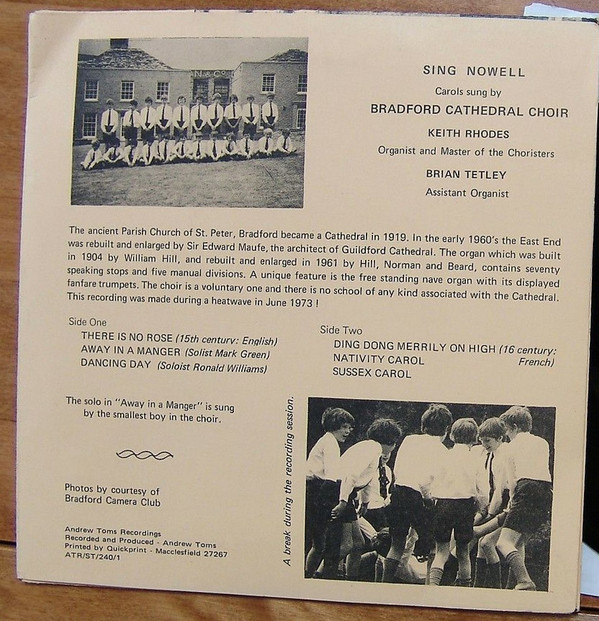 SING NOWELL
Carols sung by
BRADFORD CATHEDRAL CHOIR
KEITH RHODES
Organist and Master of the Choristers
BRIAN TETLEY
Assistant Organist
The ancient Parish Church of St. Peter, Bradford became a Cathedral in 1919. In the early 1960's the East End
was rebuilt and enlarged by Sir Edward Maufe, the architect of Guildford Cathedral. The organ which was built
in 1904 by William Hill, and rebuilt and enlarged in 1961 by Hill, Norman and Beard, contains seventy
speaking stops and five manual divisions. A unique feature is the free standing nave organ with its displayed
fanfare trumpets. The choir is a voluntary one and there is no school of any kind associated with the Cathedral.
This recording was made during a heatwave in June 1973 !
Side One
THERE IS NO ROSE (15th century: English)
AWAY IN A MANGER (Solist Mark Green)
DANCING DAY (Soloist Ronald Williams)
Side Two
DING DONG MERRILY ON HIGH (16 century:
NATIVITY CAROL French)
SUSSEX CAROL
The solo in "Away in a Manger" is sung
by the smallest boy in the choir.
A break during the recording session.
Photos by courtesy of
Bradford Camera Club
Andrew Toms Recordings
Recorded and Produced - Andrew Toms
Printed by Quickprint - Macclesfield 27267
ATR/ST/240/1